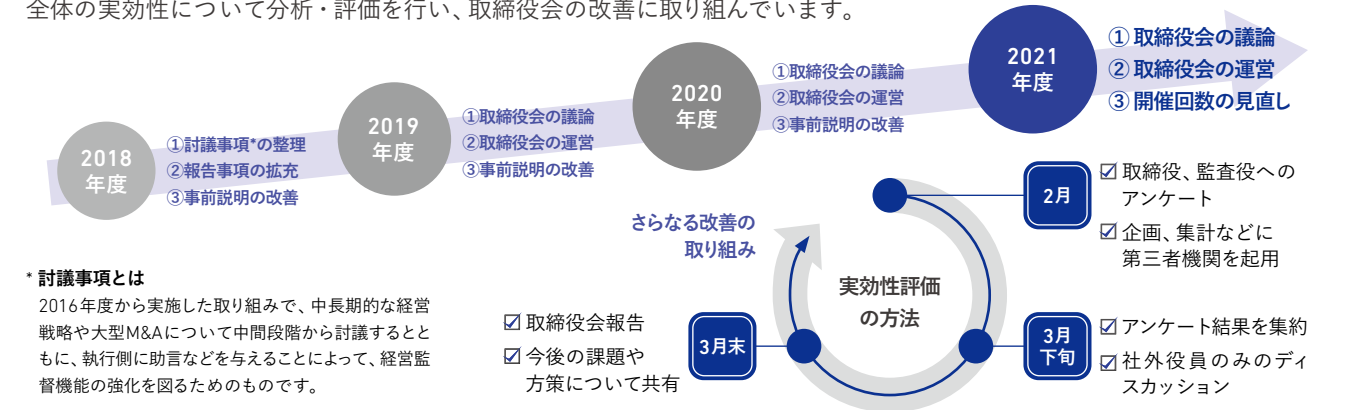 全体の実効性について分析・評価を行い、取締役会の改善に取り組んでいます。
2018
年度
①討議事項*の整理
②報告事項の拡充
③事前説明の改善
2019
年度
①取締役会の議論
②取締役会の運営
③事前説明の改善
2020
年度
①取締役会の議論
②取締役会の運営
③事前説明の改善
2021
年度
① 取締役会の議論
② 取締役会の運営
③ 開催回数の見直し
* 討議事項とは
2016年度から実施した取り組みで、中長期的な経営
戦略や大型M&Aについて中間段階から討議するとと
もに、執行側に助言などを与えることによって、経営監
督機能の強化を図るためのものです。
実効性評価
の方法
2月
取締役、監査役への
アンケート
企画、集計などに
第三者機関を起用
3月
下旬
アンケート結果を集約
社外役員のみのディ
スカッション
3月末
取締役会報告
今後の課題や
方策について共有
さらなる改善の
取り組み